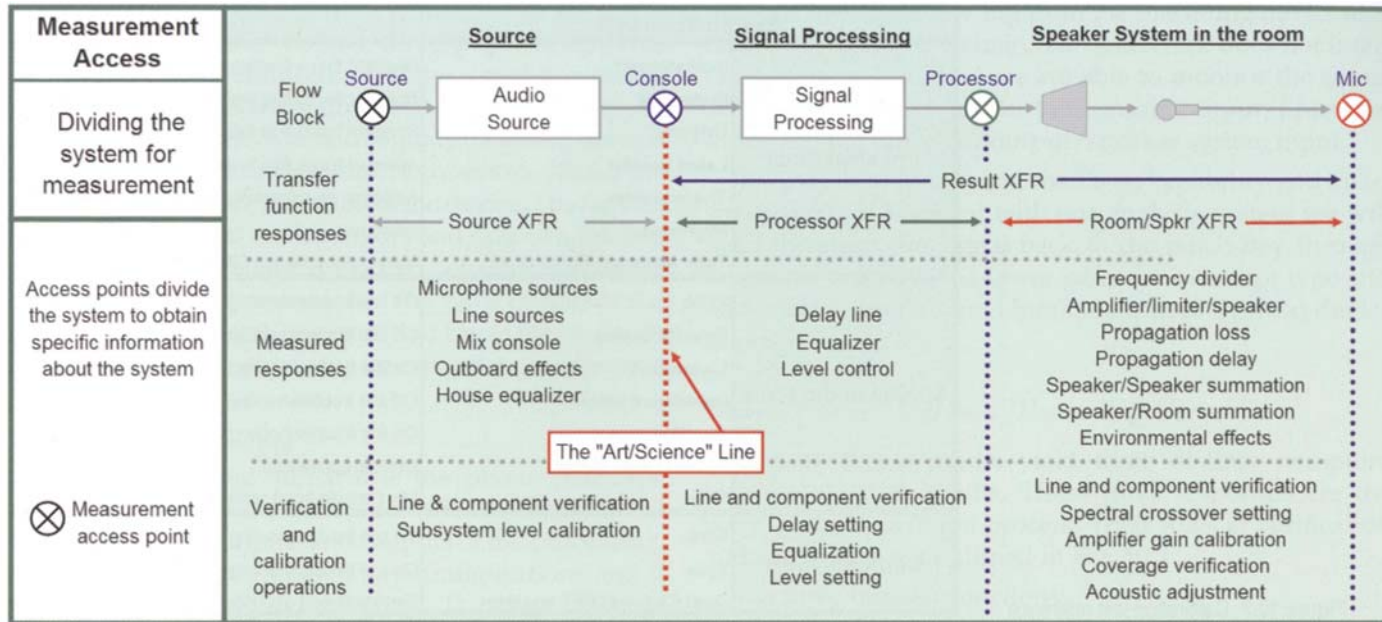 Measurement
Access
Dividing the
system for
measurement
Access points divide
the system to obtain
specific information
about the system
Measurement
access point
Source
Signal Processing
Speaker System in the room
Flow
Block
Source
Audio
Source
Console
Signal
Processing
Processor
Mic
Transfer
function
responses
Result XFR
Source XFR
Processor XFR
Room/Spkr XFR
Measured
responses
Microphone sources
Line sources
Mix console
Outboard effects
House equalizer
Delay line
Equalizer
Level control
Frequency divider
Amplifier/limiter/speaker
Propagation loss
Propagation delay
Speaker/Speaker summation
Speaker/Room summation
Environmental effects
The "Art/Science" Line
Verification
and
calibration
operations
Line & component verification
Subsystem level calibration
Line and component verification
Delay setting
Equalization
Level setting
Line and component verification
Spectral crossover setting
Amplifier gain calibration
Coverage verification
Acoustic adjustment